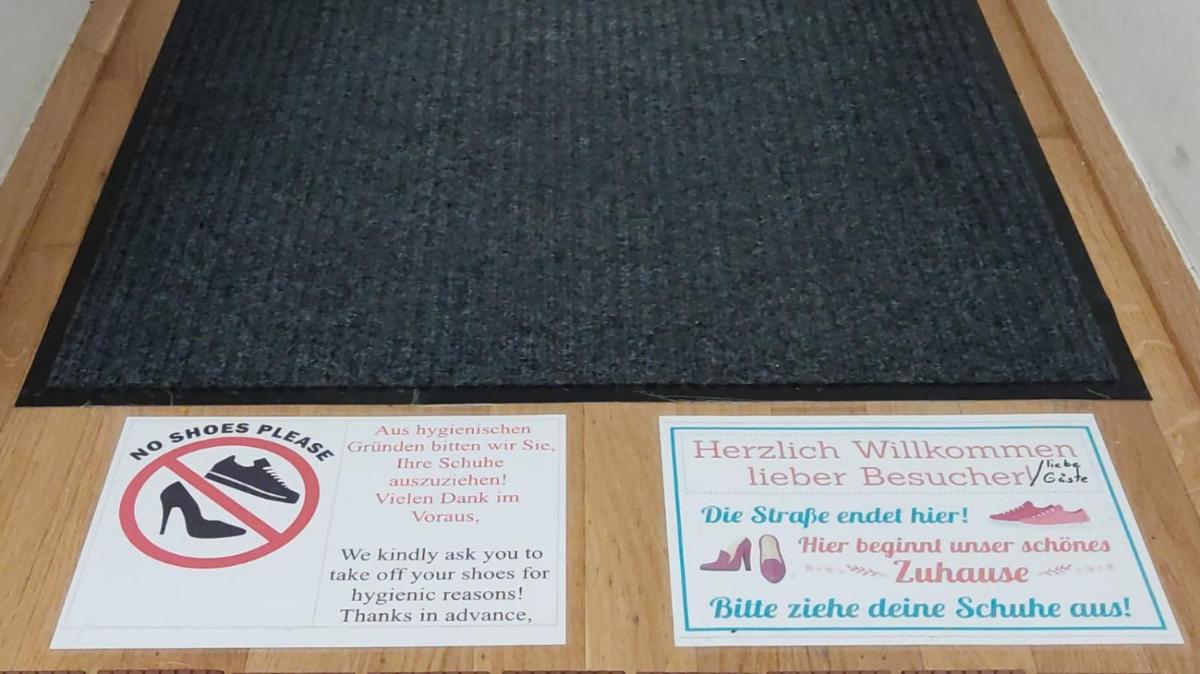 NO SHOES PLEASE
Aus hygienischen
Gründen bitten wir Sie,
Ihre Schuhe
auszuziehen!
Vielen Dank im
Voraus,
We kindly ask you to
take off your shoes for
hygienic reasons!
Thanks in advance,
Herzlich Willkommen
lieber Besucher!/liebe
Gäste
Die Straße endet hier!
Hier beginnt unser schönes
Zuhause
Bitte ziehe deine Schuhe aus!